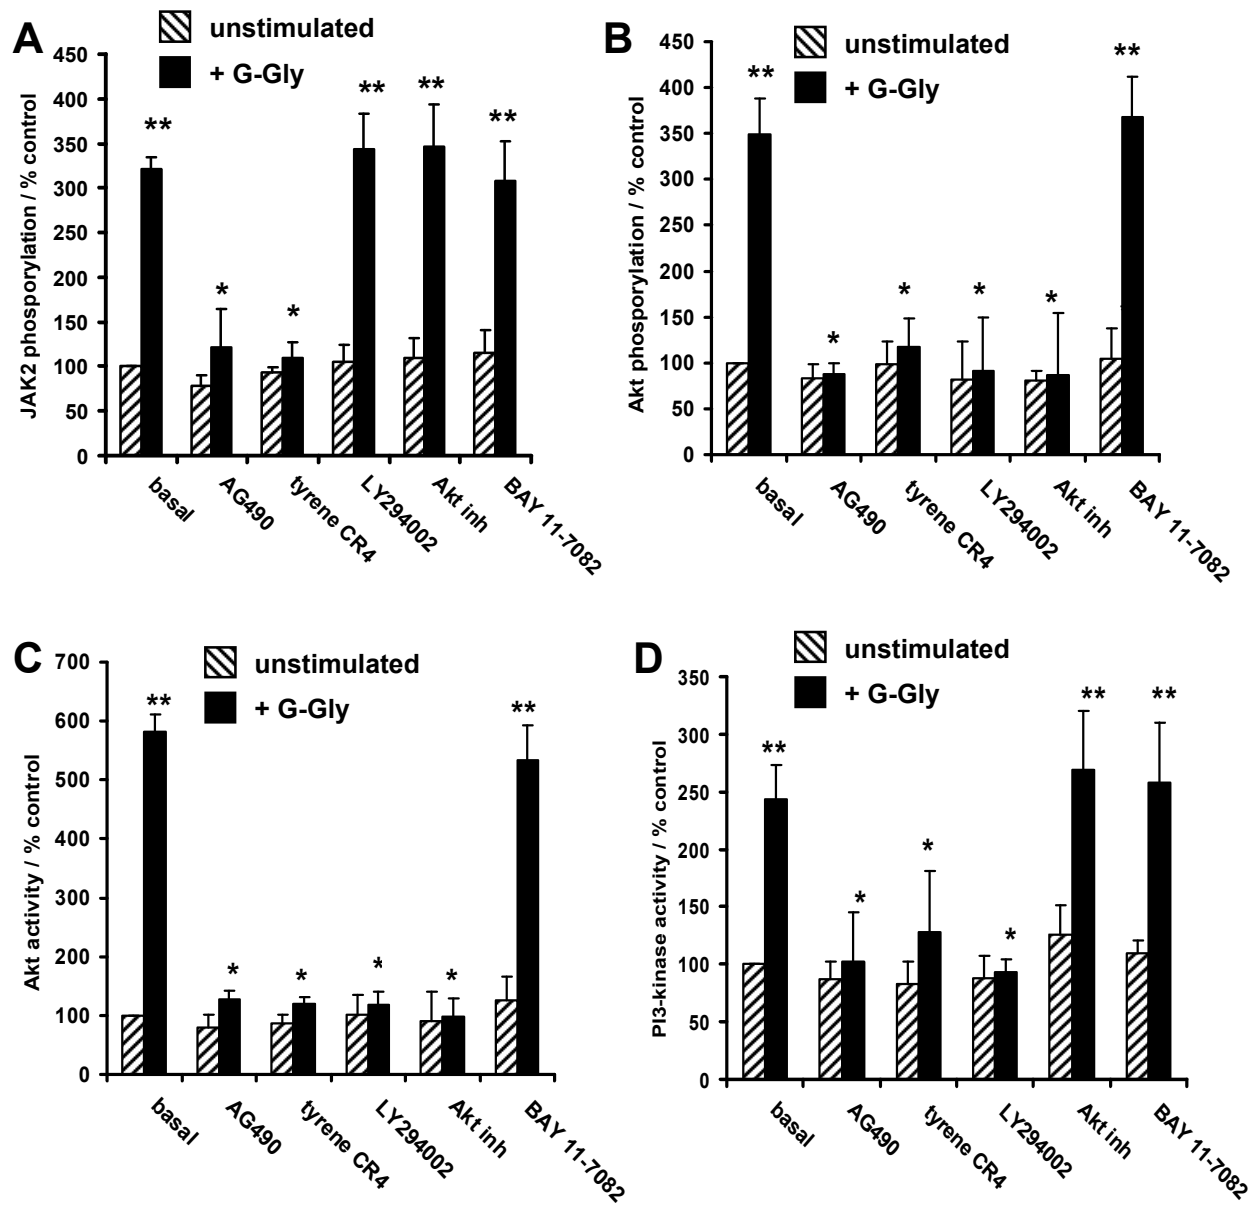 A
unstimulated
+ G-Gly
JAK2 phosporylation / % control
450
400
350
300
250
200
150
100
50
0
**
*
*
**
**
**
basal
AG490
tyrene CR4
LY294002
Akt inh
BAY 11-7082
B
unstimulated
+ G-Gly
Akt phosporylation / % control
450
400
350
300
250
200
150
100
50
0
**
*
*
*
*
**
basal
AG490
tyrene CR4
LY294002
Akt inh
BAY 11-7082
C
unstimulated
+ G-Gly
Akt activity / % control
700
600
500
400
300
200
100
0
**
*
*
*
*
**
basal
AG490
tyrene CR4
LY294002
Akt inh
BAY 11-7082
D
unstimulated
+ G-Gly
PI3-kinase activity / % control
350
300
250
200
150
100
50
0
**
*
*
*
**
**
basal
AG490
tyrene CR4
LY294002
Akt inh
BAY 11-7082